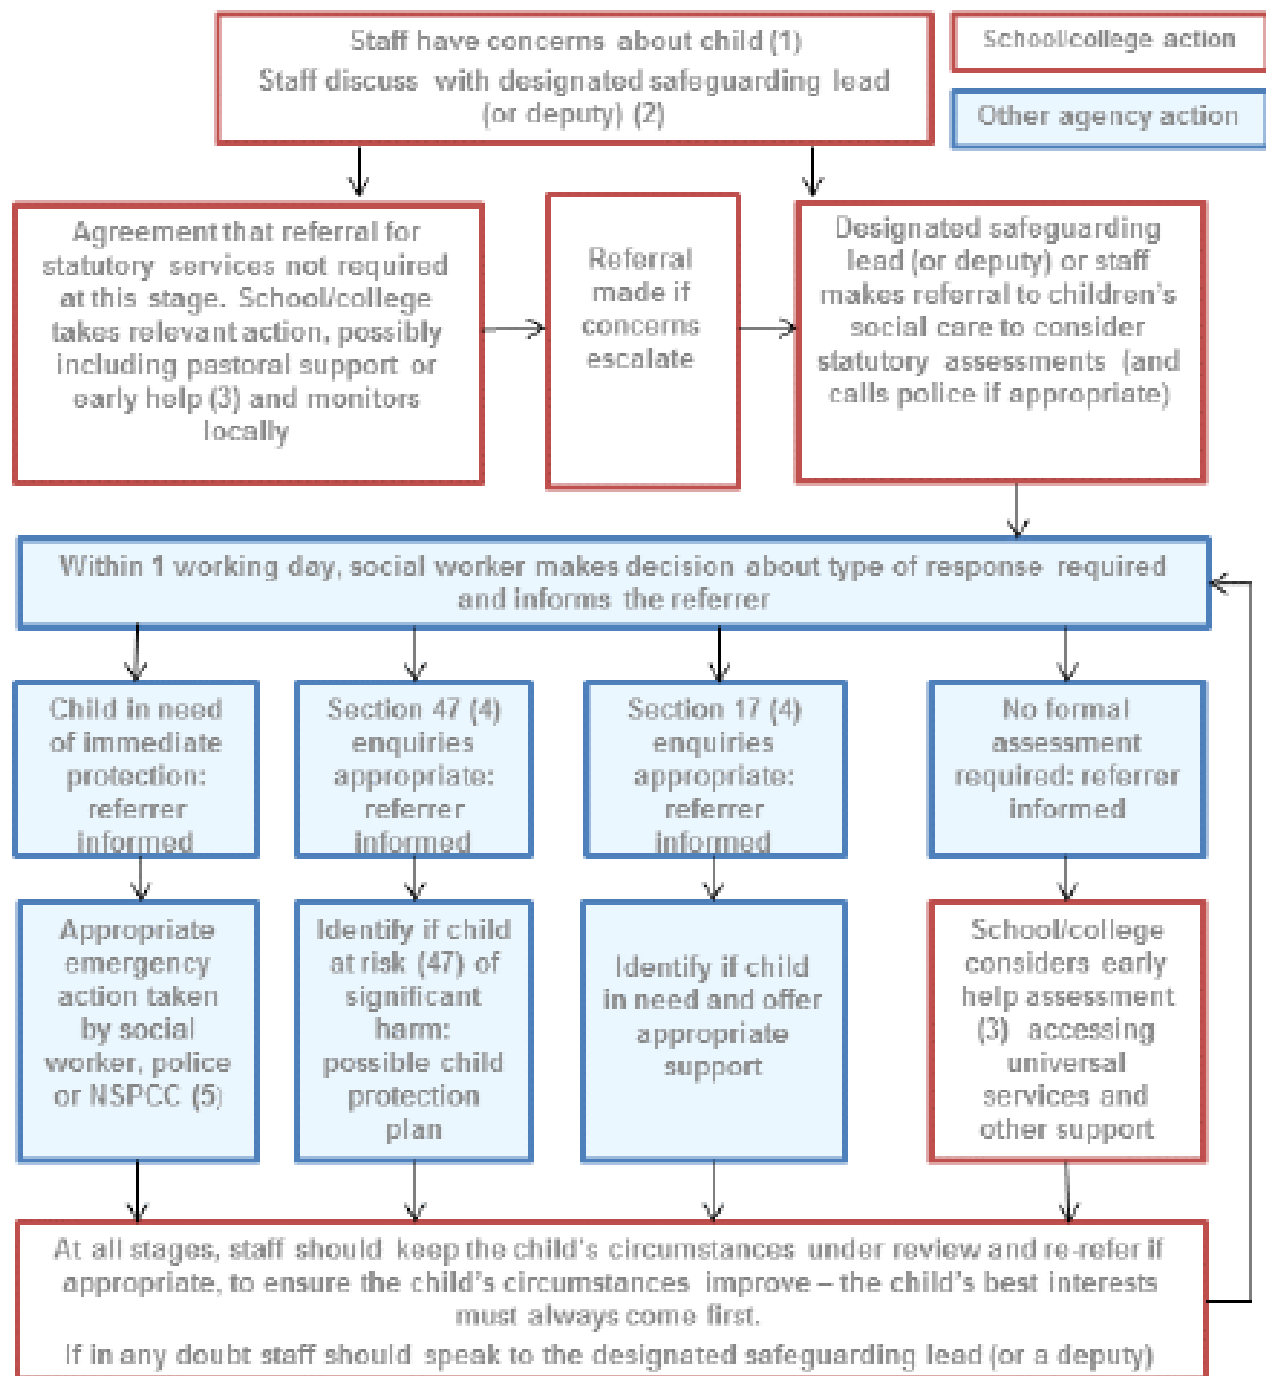 Staff have concerns about child (1)
Staff discuss with designated safeguarding lead
(or deputy) (2)
School/college action
Other agency action
Agreement that referral for
statutory services not required
at this stage. School/college
takes relevant action, possibly
including pastoral support or
early help (3) and monitors
locally
Referral
made if
concerns
escalate
Designated safeguarding
lead (or deputy) or staff
makes referral to children's
social care to consider
statutory assessments (and
calls police if appropriate)
Within 1 working day, social worker makes decision about type of response required
and informs the referrer
Child in need
of immediate
protection:
referrer
informed
Section 47 (4)
enquiries
appropriate:
referrer
informed
Section 17 (4)
enquiries
appropriate:
referrer
informed
No formal
assessment
required: referrer
informed
Appropriate
emergency
action taken
by social
worker, police
or NSPCC (5)
Identify if child
at risk (47) of
significant
harm:
possible child
protection
plan
Identify if child
in need and offer
appropriate
support
School/college
considers early
help assessment
(3) accessing
universal
services and
other support
At all stages, staff should keep the child's circumstances under review and re-refer if
appropriate, to ensure the child's circumstances improve – the child's best interests
must always come first.
If in any doubt staff should speak to the designated safeguarding lead (or a deputy)